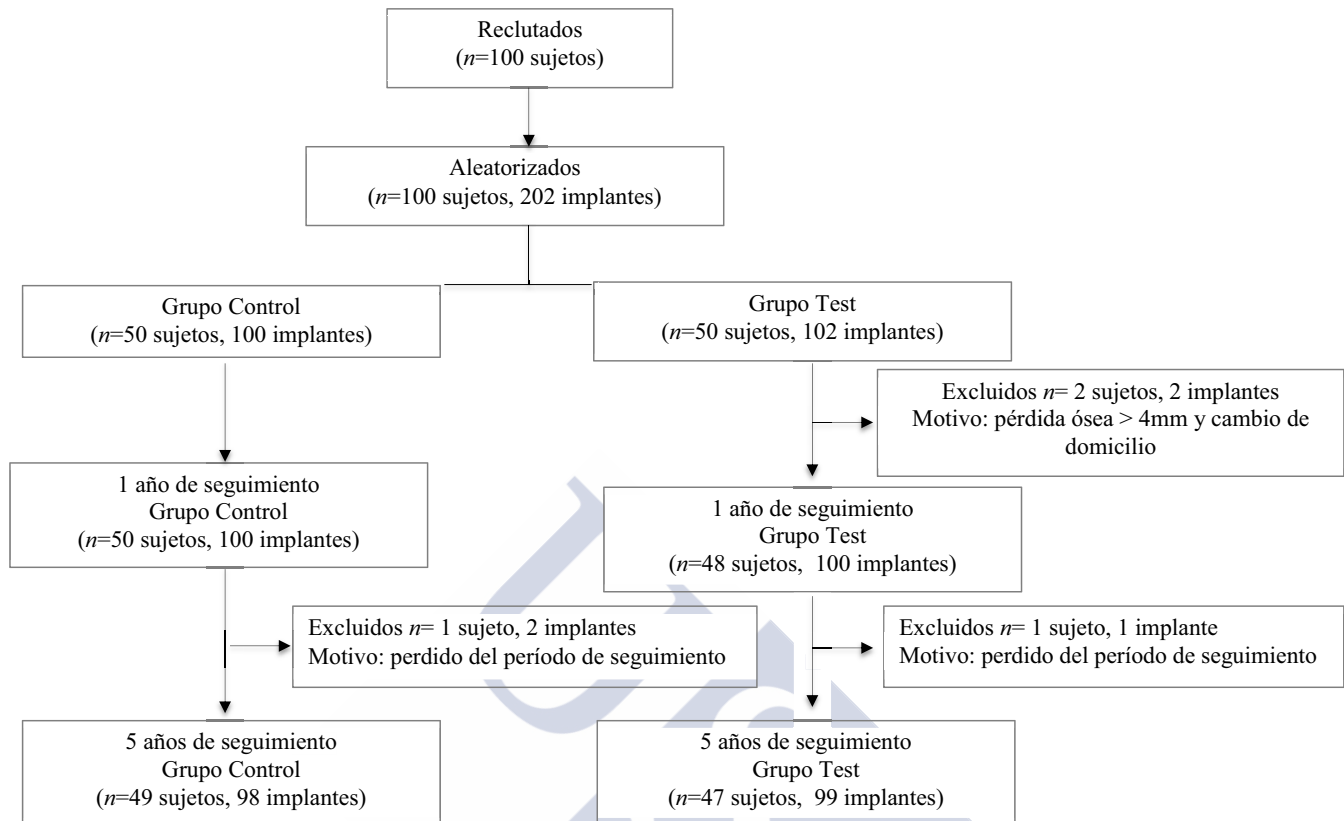 Reclutados
(n=100 sujetos)
Aleatorizados
(n=100 sujetos, 202 implantes)
Grupo Control
(n=50 sujetos, 100 implantes)
Grupo Test
(n=50 sujetos, 102 implantes)
Excluidos n= 2 sujetos, 2 implantes
Motivo: pérdida ósea > 4mm y cambio de
domicilio
1 año de seguimiento
Grupo Control
(n=50 sujetos, 100 implantes)
1 año de seguimiento
Grupo Test
(n=48 sujetos, 100 implantes)
Excluidos n= 1 sujeto, 2 implantes
Motivo: perdido del período de seguimiento
Excluidos n= 1 sujeto, 1 implante
Motivo: perdido del período de seguimiento
5 años de seguimiento
Grupo Control
(n=49 sujetos, 98 implantes)
5 años de seguimiento
Grupo Test
(n=47 sujetos, 99 implantes)